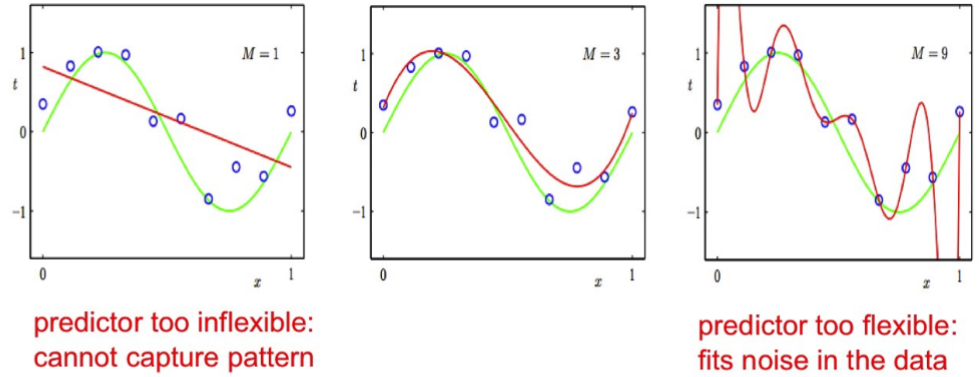 1
M = 1
t
0
−1
0
x
1
1
M = 3
t
0
−1
0
x
1
1
M = 9
t
0
−1
0
x
1
predictor too inflexible:
cannot capture pattern
predictor too flexible:
fits noise in the data